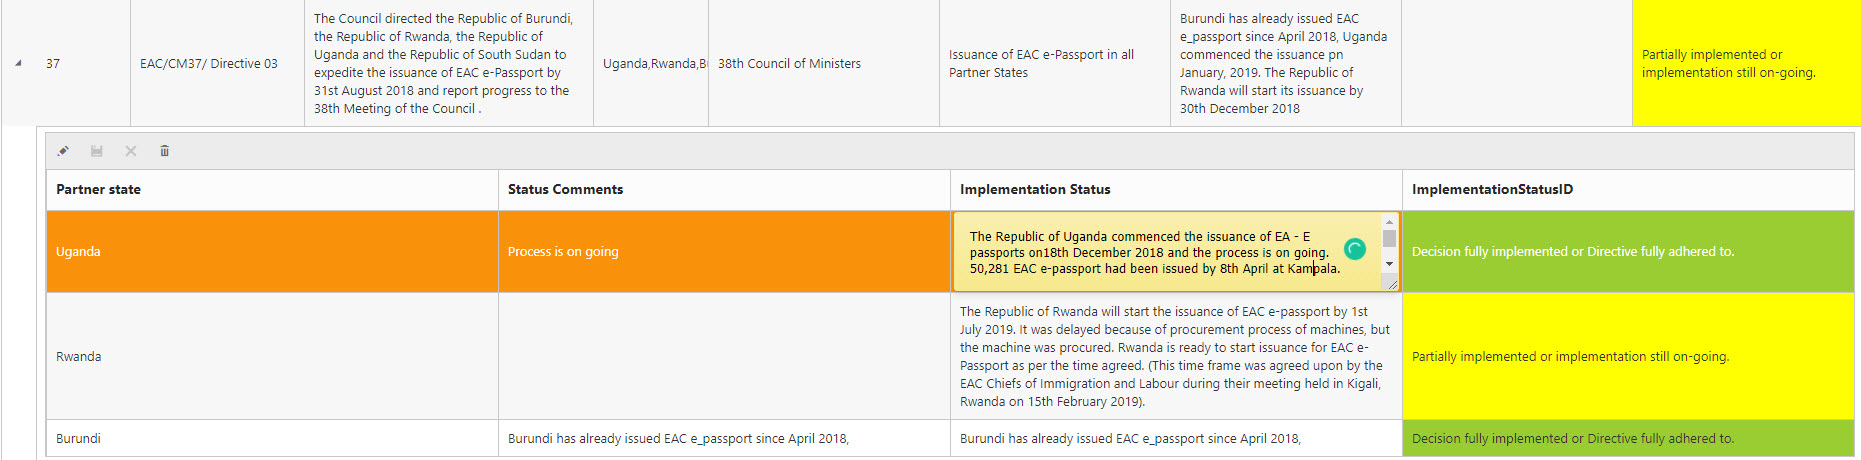 37
EAC/CM37/ Directive 03
The Council directed the Republic of Burundi,
the Republic of Rwanda, the Republic of
Uganda and the Republic of South Sudan to
expedite the issuance of EAC e-Passport by
31st August 2018 and report progress to the
38th Meeting of the Council .
Uganda,Rwanda,B
38th Council of Ministers
Issuance of EAC e-Passport in all
Partner States
Burundi has already issued EAC
e_passport since April 2018, Uganda
commenced the issuance pn
January, 2019. The Republic of
Rwanda will start its issuance by
30th December 2018
Partially implemented or
implementation still on-going.
Partner state
Status Comments
Implementation Status
ImplementationStatusID
Uganda
Process is on going
The Republic of Uganda commenced the issuance of EA - E
passports on18th December 2018 and the process is on going.
50,281 EAC e-passport had been issued by 8th April at Kampala.
Decision fully implemented or Directive fully adhered to.
Rwanda
The Republic of Rwanda will start the issuance of EAC e-passport by 1st
July 2019. It was delayed because of procurement process of machines, but
the machine was procured. Rwanda is ready to start issuance for EAC e-
Passport as per the time agreed. (This time frame was agreed upon by the
EAC Chiefs of Immigration and Labour during their meeting held in Kigali,
Rwanda on 15th February 2019).
Partially implemented or implementation still on-going.
Burundi
Burundi has already issued EAC e_passport since April 2018,
Burundi has already issued EAC e_passport since April 2018,
Decision fully implemented or Directive fully adhered to.